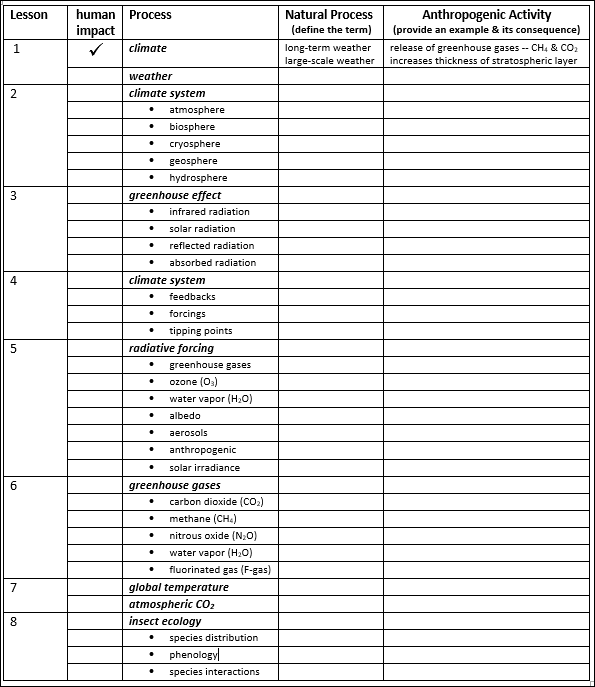 Lesson human impact Process Natural Process (define the term) Anthropogenic Activity (provide an example & its consequence)
1 ✓ climate long-term weather large-scale weather release of greenhouse gases -- CH₄ & CO₂ increases thickness of stratospheric layer
weather
2 climate system
• atmosphere
• biosphere
• cryosphere
• geosphere
• hydrosphere
3 greenhouse effect
• infrared radiation
• solar radiation
• reflected radiation
• absorbed radiation
4 climate system
• feedbacks
• forcings
• tipping points
5 radiative forcing
• greenhouse gases
• ozone (O₃)
• water vapor (H₂O)
• albedo
• aerosols
• anthropogenic
• solar irradiance
6 greenhouse gases
• carbon dioxide (CO₂)
• methane (CH₄)
• nitrous oxide (N₂O)
• water vapor (H₂O)
• fluorinated gas (F-gas)
7 global temperature
atmospheric CO₂
8 insect ecology
• species distribution
• phenology
• species interactions